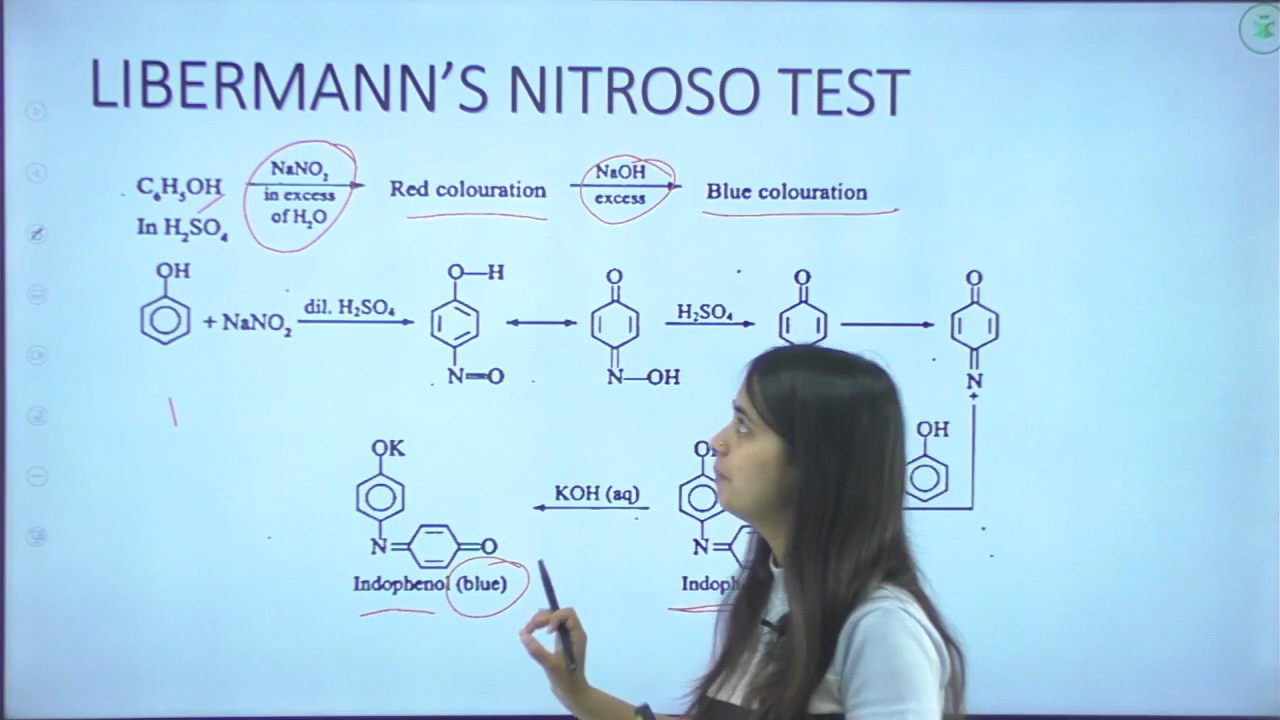 LIBERMANN'S NITROSO TEST
C₆H₅OH
In H₂SO₄
NaNO₂
in excess
of H₂O
Red colouration
NaOH
excess
Blue colouration
OH
+ NaNO₂
dil. H₂SO₄
O—H
N=O
O
N—OH
H₂SO₄
O
O
N
+
OH
OK
KOH (aq)
N
O
N
Indophenol (blue)